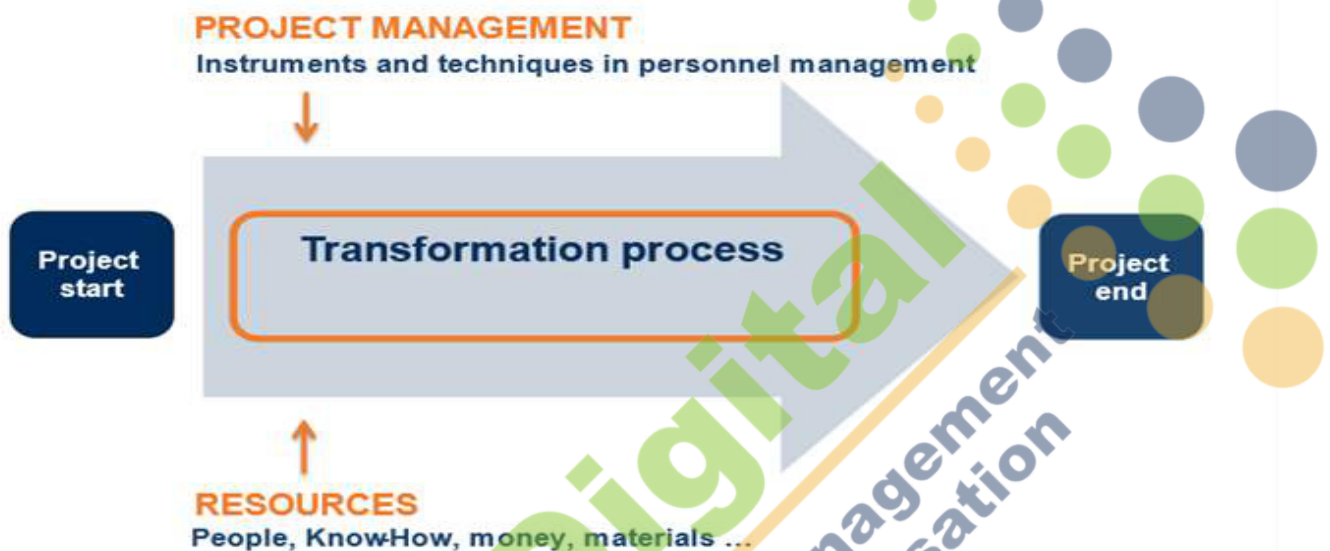 PROJECT MANAGEMENT
Instruments and techniques in personnel management
Transformation process
Project
start
Project
end
RESOURCES
People, KnowHow, money, materials ...